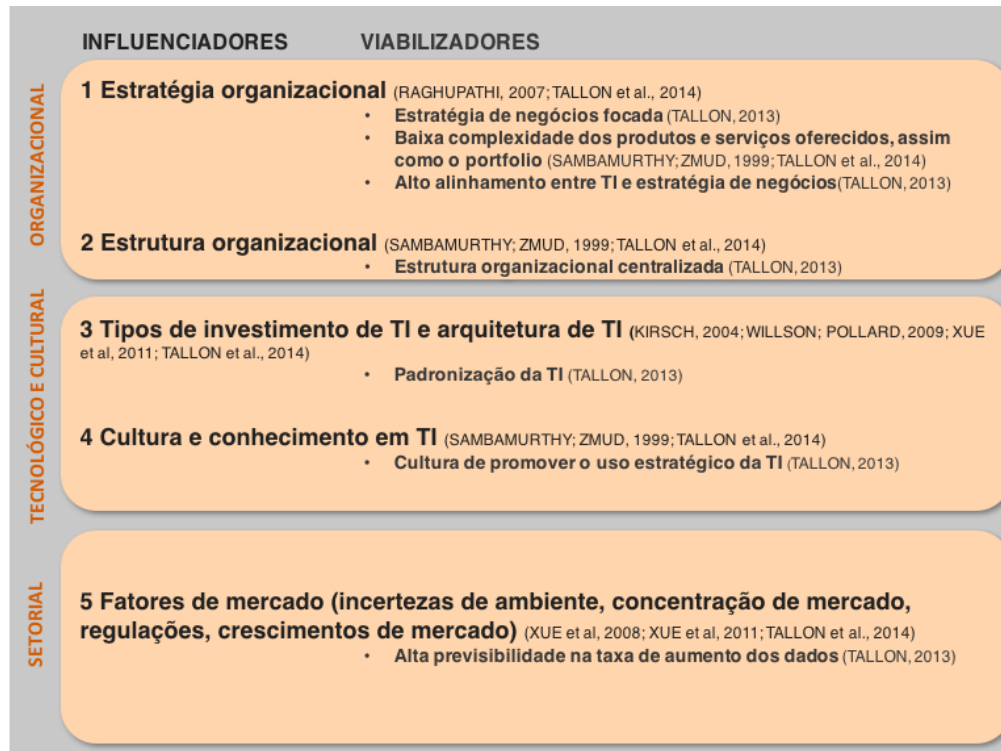 INFLUENCIADORES VIABILIZADORES
ORGANIZACIONAL
1 Estratégia organizacional (RAGHUPATHI, 2007; TALLON et al., 2014)
• Estratégia de negócios focada (TALLON, 2013)
• Baixa complexidade dos produtos e serviços oferecidos, assim
como o portfolio (SAMBAMURTHY; ZMUD, 1999; TALLON et al., 2014)
• Alto alinhamento entre TI e estratégia de negócios(TALLON, 2013)
2 Estrutura organizacional (SAMBAMURTHY; ZMUD, 1999; TALLON et al., 2014)
• Estrutura organizacional centralizada (TALLON, 2013)
TECNOLÓGICO E CULTURAL
3 Tipos de investimento de TI e arquitetura de TI (KIRSCH, 2004; WILLSON; POLLARD, 2009; XUE
et al, 2011; TALLON et al., 2014)
• Padronização da TI (TALLON, 2013)
4 Cultura e conhecimento em TI (SAMBAMURTHY; ZMUD, 1999; TALLON et al., 2014)
• Cultura de promover o uso estratégico da TI (TALLON, 2013)
SETORIAL
5 Fatores de mercado (incertezas de ambiente, concentração de mercado,
regulações, crescimentos de mercado) (XUE et al, 2008; XUE et al, 2011; TALLON et al., 2014)
• Alta previsibilidade na taxa de aumento dos dados (TALLON, 2013)